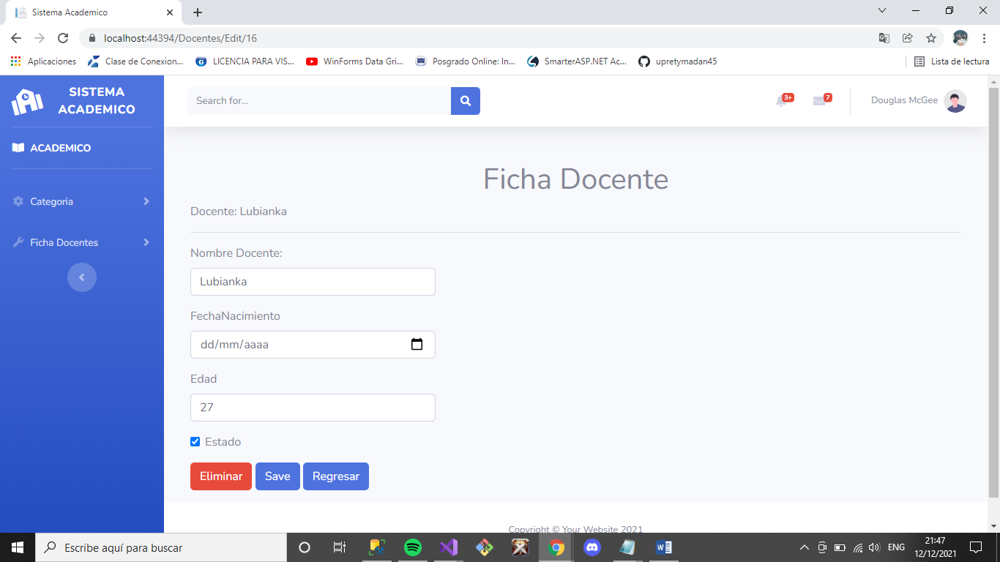 Sistema Academico
localhost:44394/Docentes/Edit/16
Aplicaciones
Clase de Conexion...
LICENCIA PARA VIS...
WinForms Data Gri...
Posgrado Online: In...
SmarterASP.NET Ac...
upretymadan45
Lista de lectura
SISTEMA
ACADEMICO
ACADEMICO
Categoria
Ficha Docentes
Search for...
3+
7
Douglas McGee
Ficha Docente
Docente: Lubianka
Nombre Docente:
Lubianka
FechaNacimiento
dd/mm/aaaa
Edad
27
Estado
Eliminar Save Regresar
Copyright © Your Website 2021
Escribe aquí para buscar
ENG
21:47
12/12/2021